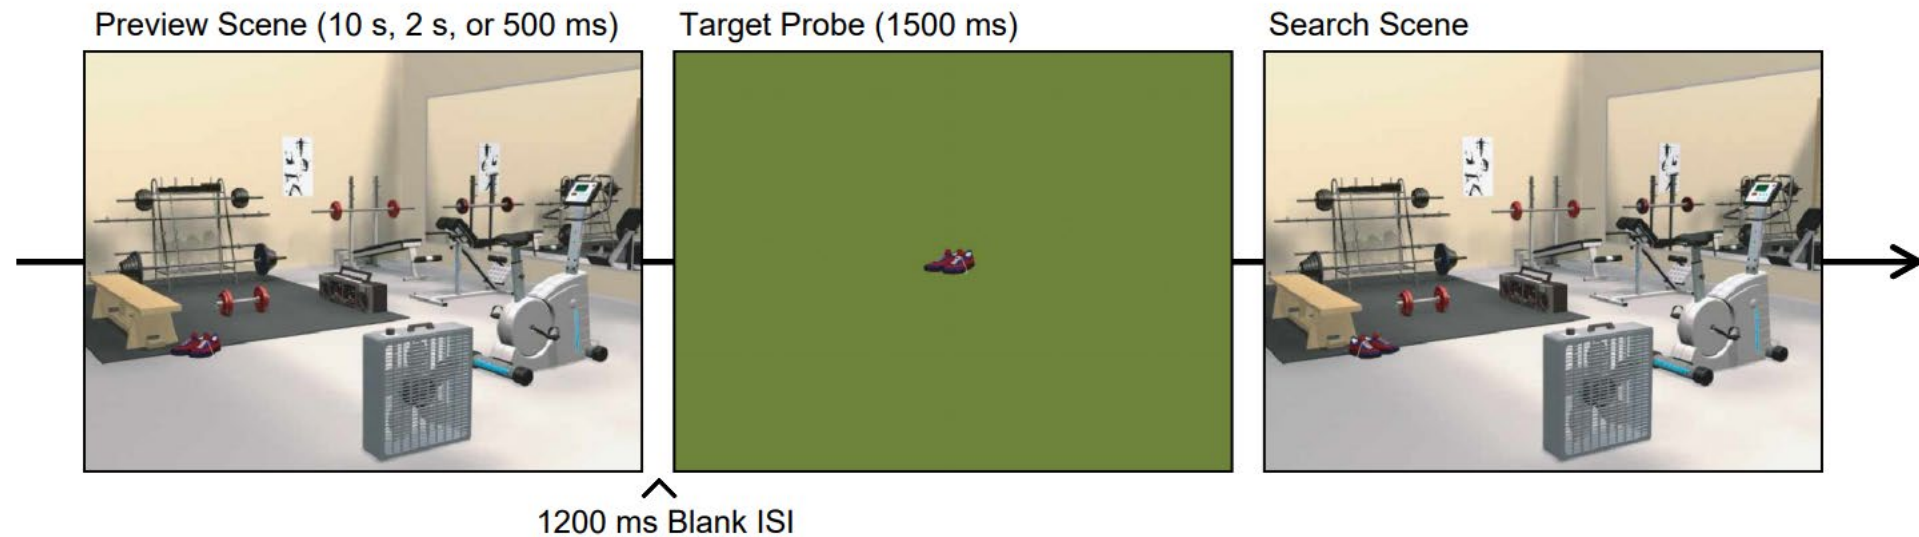 Preview Scene (10 s, 2 s, or 500 ms)
Target Probe (1500 ms)
Search Scene
1200 ms Blank ISI